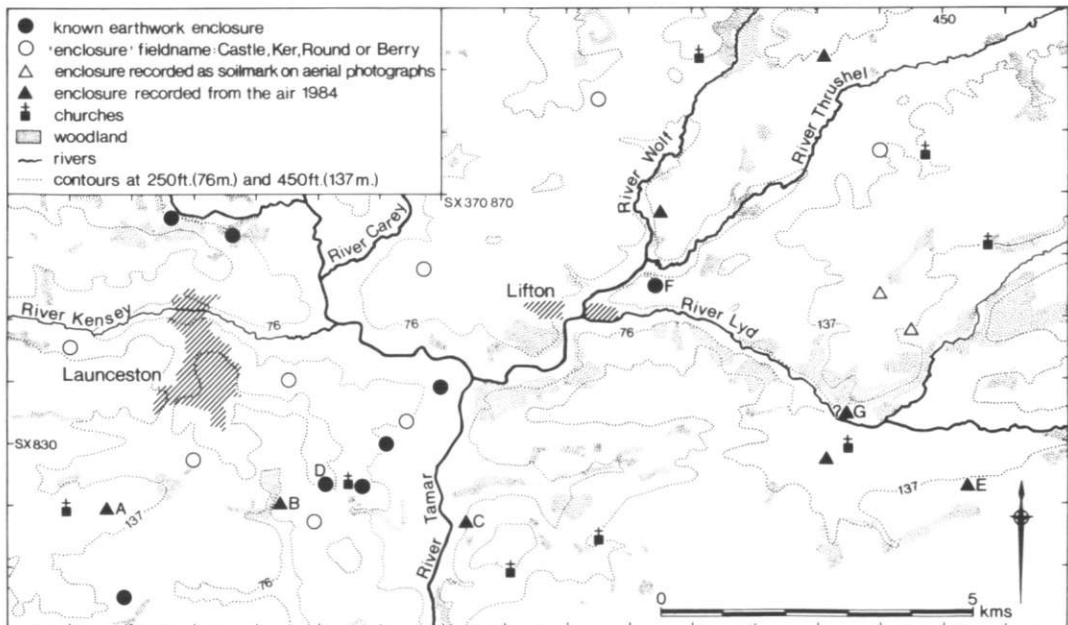 known earthwork enclosure
'enclosure' fieldname: Castle, Ker, Round or Berry
enclosure recorded as soilmark on aerial photographs
enclosure recorded from the air 1984
churches
woodland
rivers
contours at 250ft.(76m.) and 450ft.(137m.)
450
River Thrushel
River Wolf
SX 370 870
River Carey
F
Lifton
River Kensey
76
76
River Lyd
137
Launceston
?
G
SX 830
D
137
E
A
B
C
137
River Tamar
76
0
5
kms